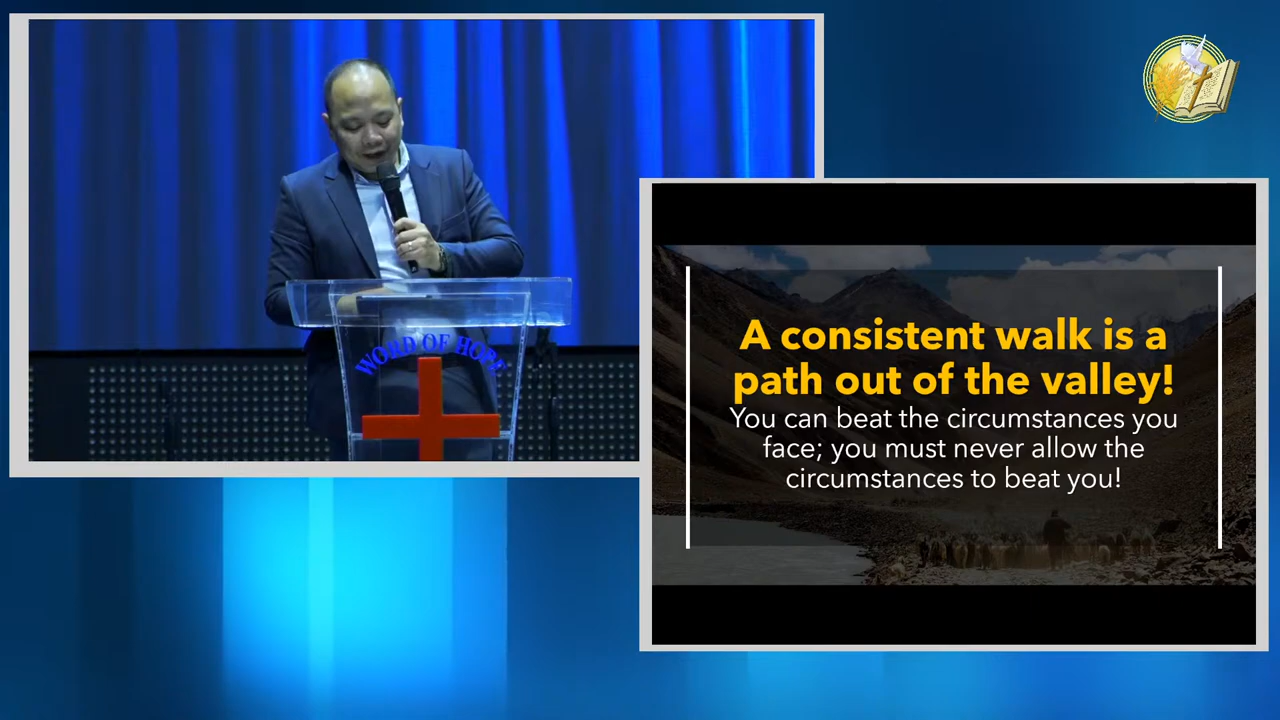 WORD OF HOPE
A consistent walk is a
path out of the valley!
You can beat the circumstances you
face; you must never allow the
circumstances to beat you!